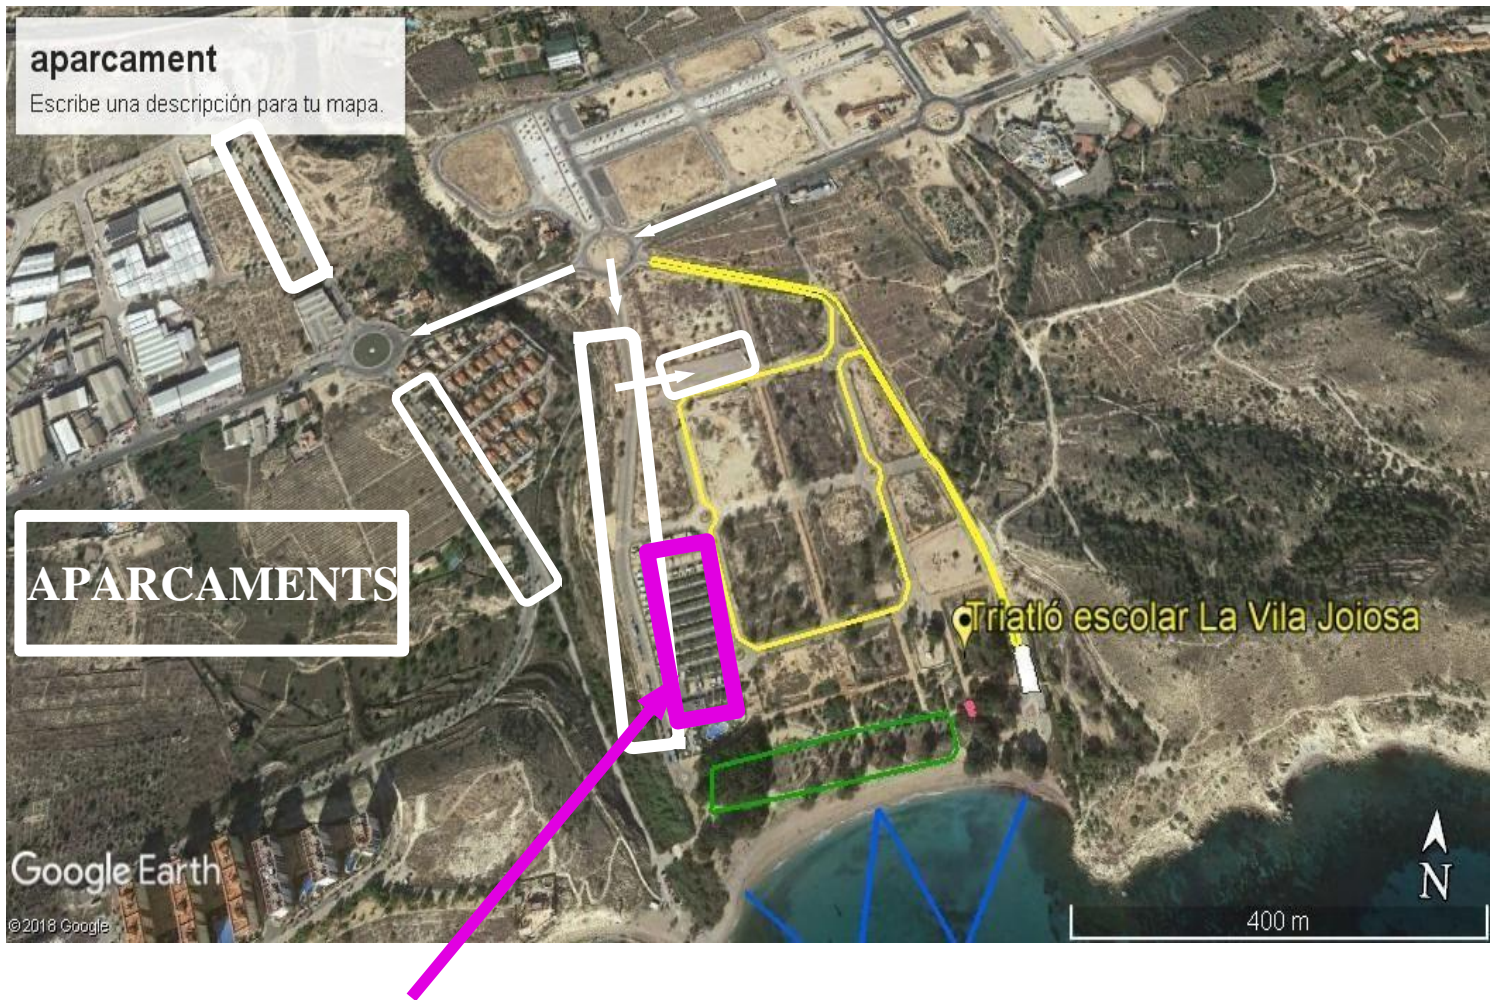 aparcament
Escribe una descripción para tu mapa.
APARCAMENTS
Triatló escolar La Vila Joiosa
Google Earth
©2018 Google
N
400 m